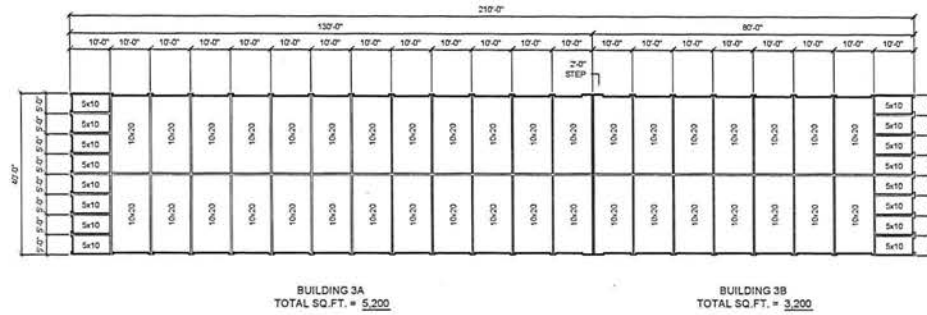 210'-0"
130'-0" 80'-0"
10'-0" 10'-0" 10'-0" 10'-0" 10'-0" 10'-0" 10'-0" 10'-0" 10'-0" 10'-0" 10'-0" 10'-0" 10'-0" 10'-0" 10'-0" 10'-0" 10'-0" 10'-0" 10'-0" 10'-0" 10'-0"
2'-0"
STEP
40'-0"
5'-0" 5x10 5x10
5'-0" 5x10 5x10
10x20 10x20 10x20 10x20 10x20 10x20 10x20 10x20 10x20 10x20 10x20 10x20 10x20 10x20 10x20 10x20 10x20 10x20 10x20
5'-0" 5x10 5x10
5'-0" 5x10 5x10
5'-0" 5x10 5x10
5'-0" 5x10 5x10
10x20 10x20 10x20 10x20 10x20 10x20 10x20 10x20 10x20 10x20 10x20 10x20 10x20 10x20 10x20 10x20 10x20 10x20 10x20
5'-0" 5x10 5x10
5'-0" 5x10 5x10
BUILDING 3A
TOTAL SQ.FT. = 5,200
BUILDING 3B
TOTAL SQ.FT. = 3,200